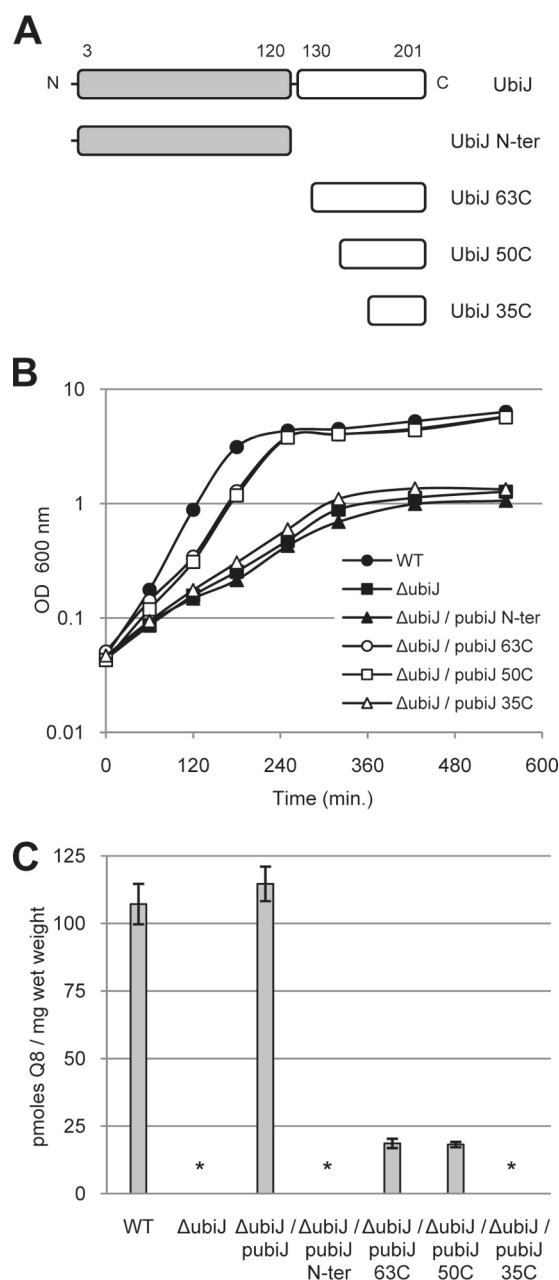 A
3 120 130 201
N C UbiJ
UbiJ N-ter
UbiJ 63C
UbiJ 50C
UbiJ 35C
B
10
1
0.1
0.01
OD 600 nm
WT
ΔubiJ
ΔubiJ / pubiJ N-ter
ΔubiJ / pubiJ 63C
ΔubiJ / pubiJ 50C
ΔubiJ / pubiJ 35C
0 120 240 360 480 600
Time (min.)
C
125
100
75
50
25
0
pmoles Q8 / mg wet weight
* * *
WT ΔubiJ ΔubiJ / ΔubiJ / ΔubiJ / ΔubiJ / ΔubiJ /
pubiJ pubiJ pubiJ pubiJ pubiJ
N-ter 63C 50C 35C